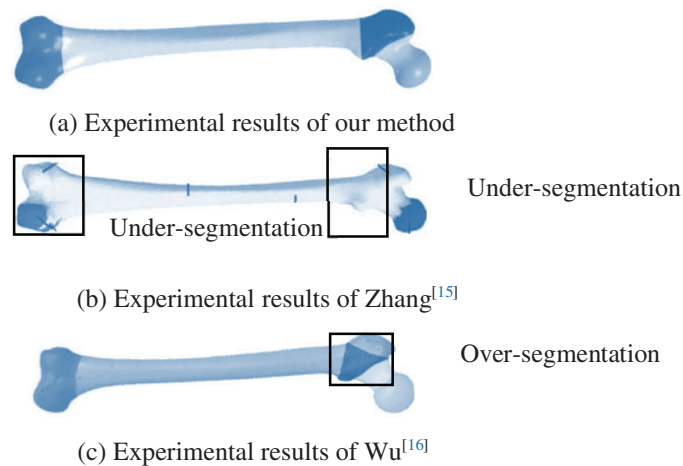 (a) Experimental results of our method
Under-segmentation
Under-segmentation
(b) Experimental results of Zhang[15]
Over-segmentation
(c) Experimental results of Wu[16]